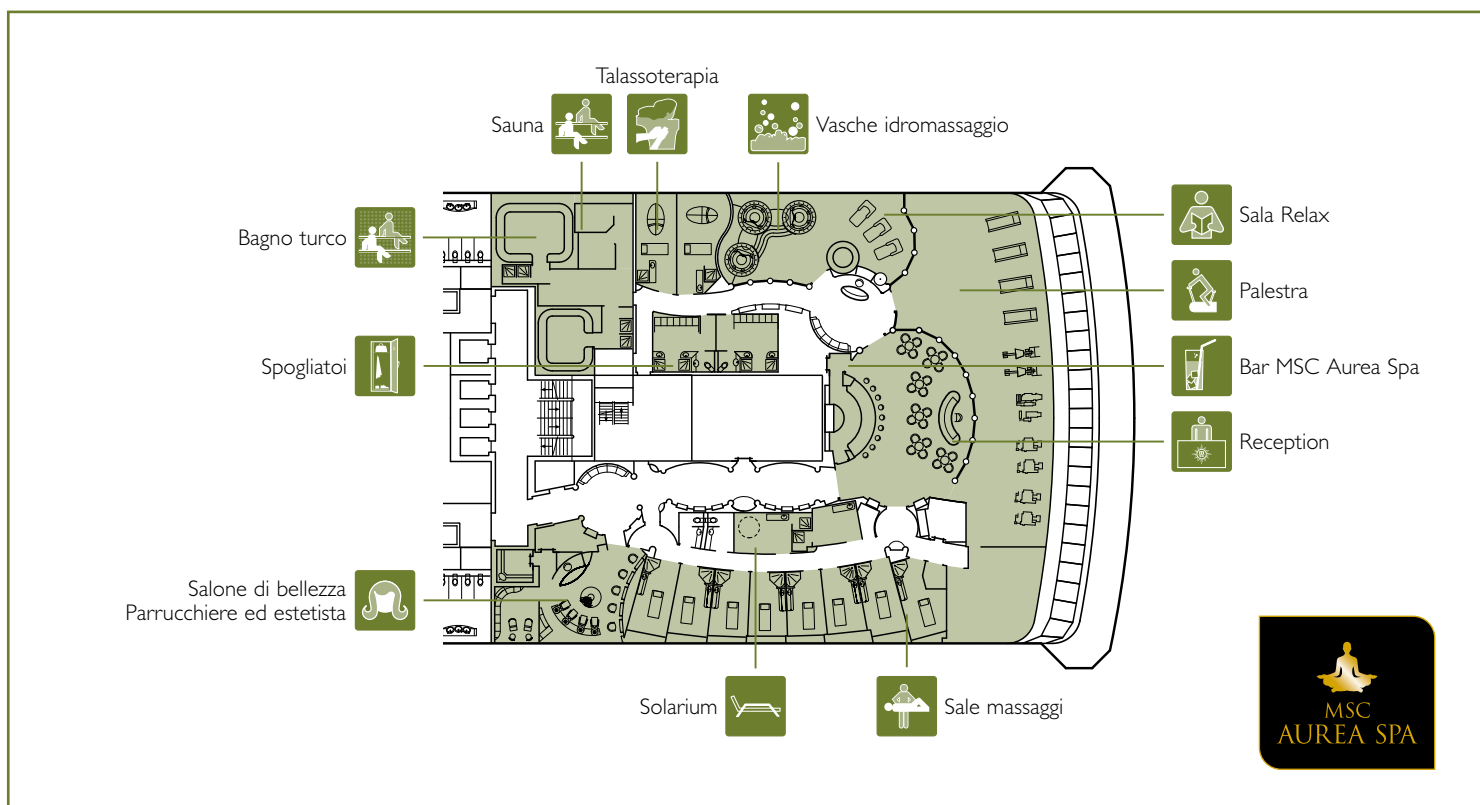 Talassoterapia
Sauna
Vasche idromassaggio
Bagno turco
Sala Relax
Palestra
Spogliatoi
Bar MSC Aurea Spa
Reception
Salone di bellezza
Parrucchiere ed estetista
Solarium
Sale massaggi
MSC
AUREA SPA